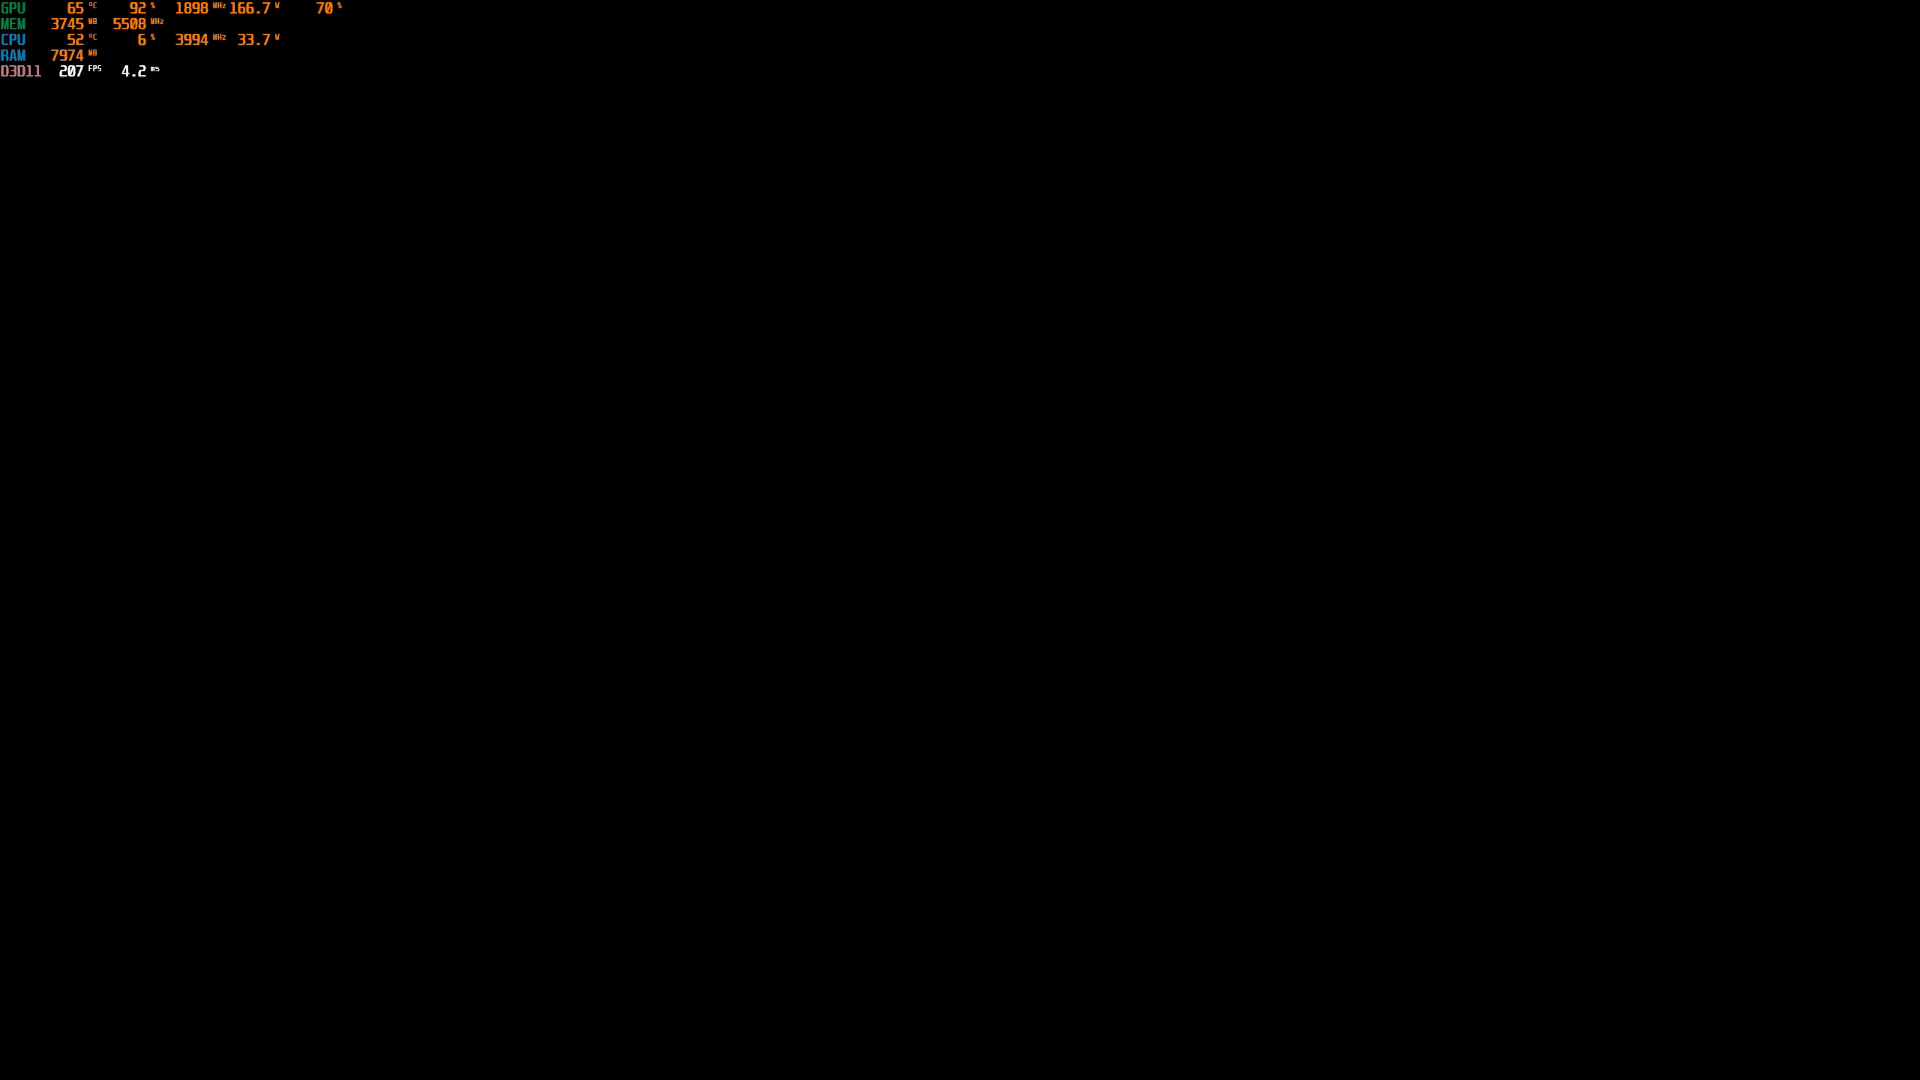 GPU 65 °C 92 % 1898 MHz 166.7 W 70 %
MEM 3745 MB 5508 MHz
CPU 52 °C 6 % 3994 MHz 33.7 W
RAM 7974 MB
D3D11 207 FPS 4.2 ms